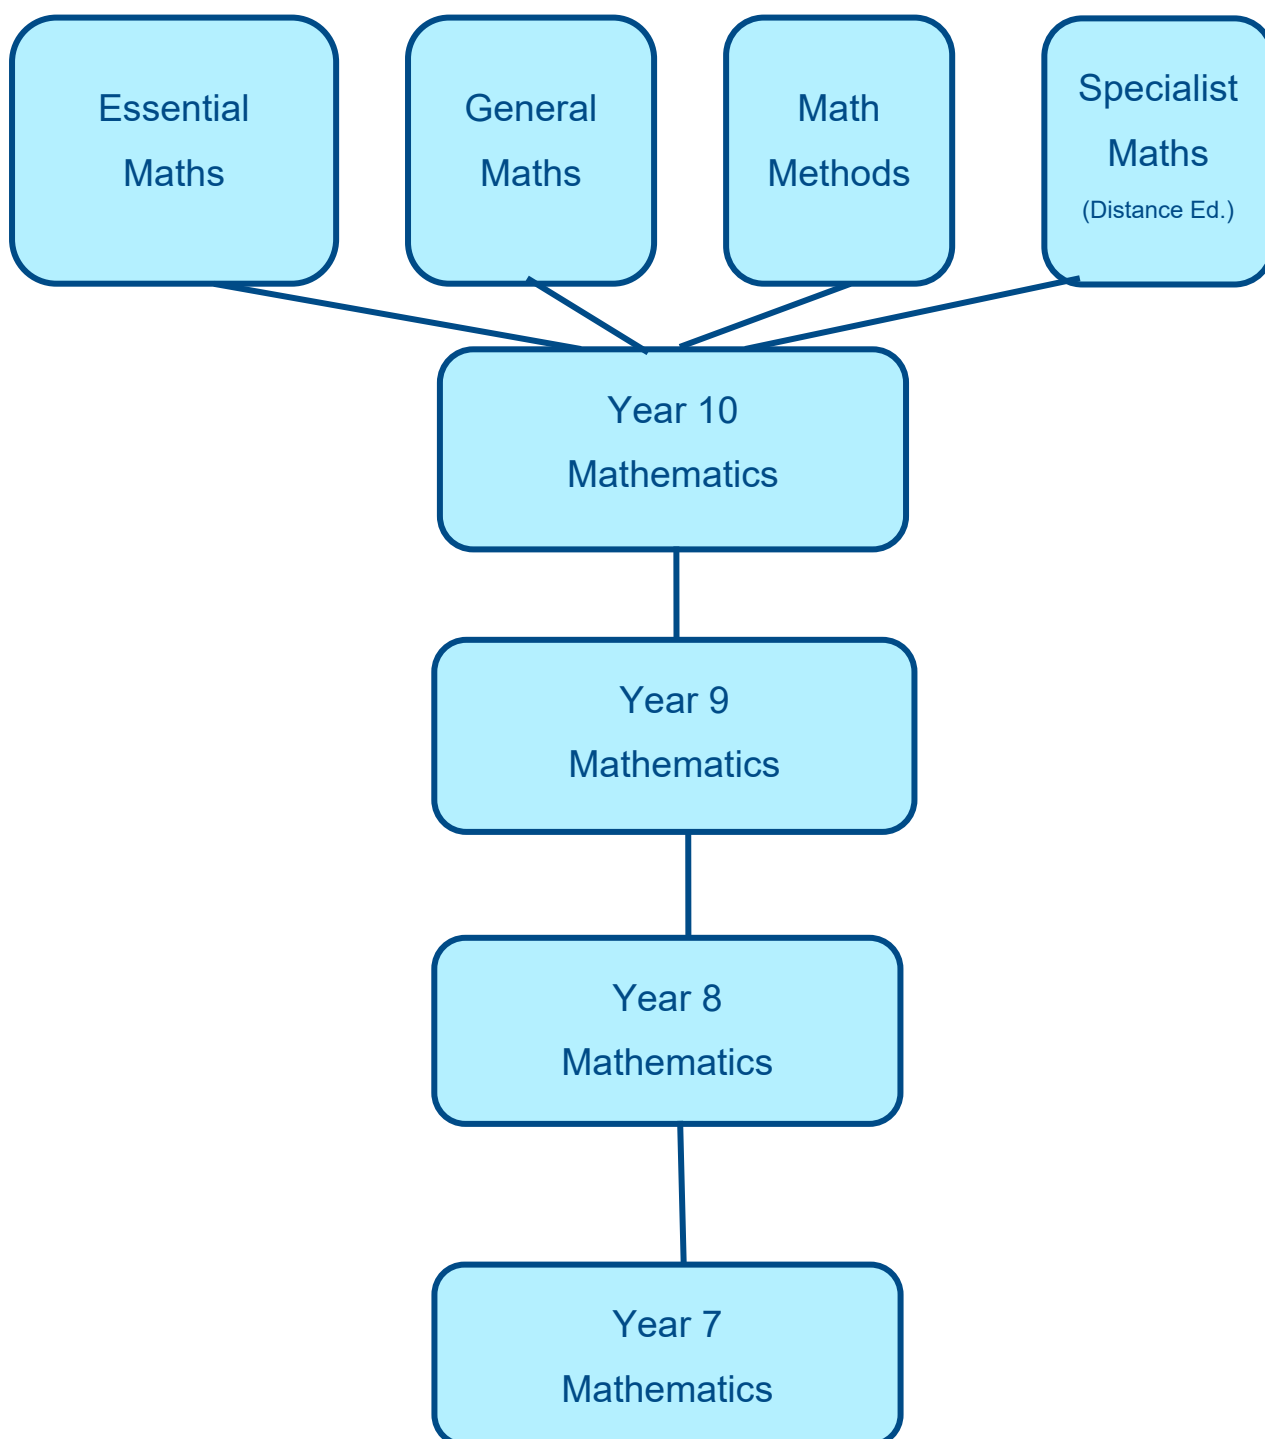 Essential
Maths
General
Maths
Math
Methods
Specialist
Maths
(Distance Ed.)
Year 10
Mathematics
Year 9
Mathematics
Year 8
Mathematics
Year 7
Mathematics